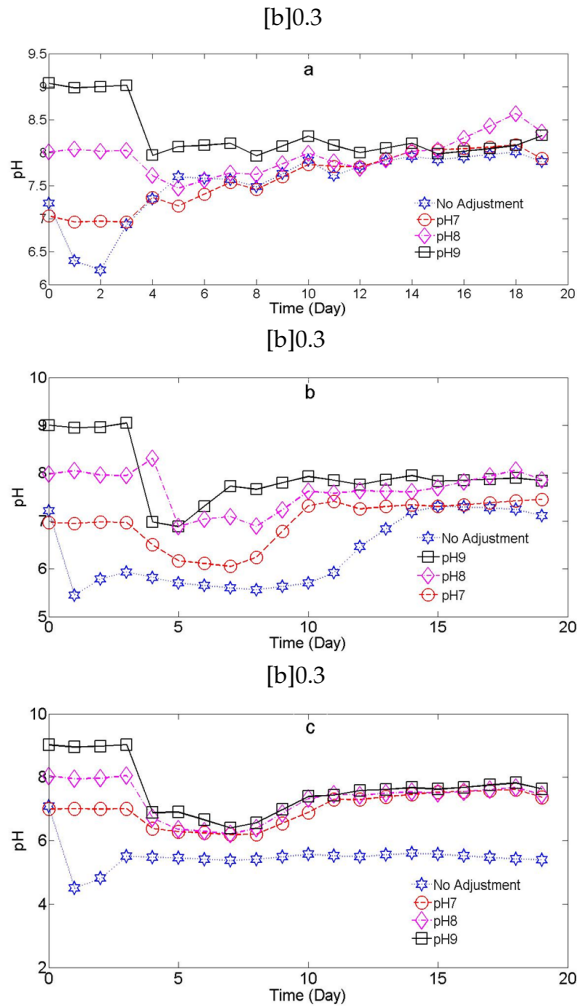 [b]0.3
a
9.5
9
8.5
8
7.5
7
6.5
6
pH
0 2 4 6 8 10 12 14 16 18 20
Time (Day)
No Adjustment
pH7
pH8
pH9
[b]0.3
b
10
9
8
7
6
5
pH
0 5 10 15 20
Time (Day)
No Adjustment
pH9
pH8
pH7
[b]0.3
c
10
8
6
4
2
pH
0 5 10 15 20
Time (Day)
No Adjustment
pH7
pH8
pH9